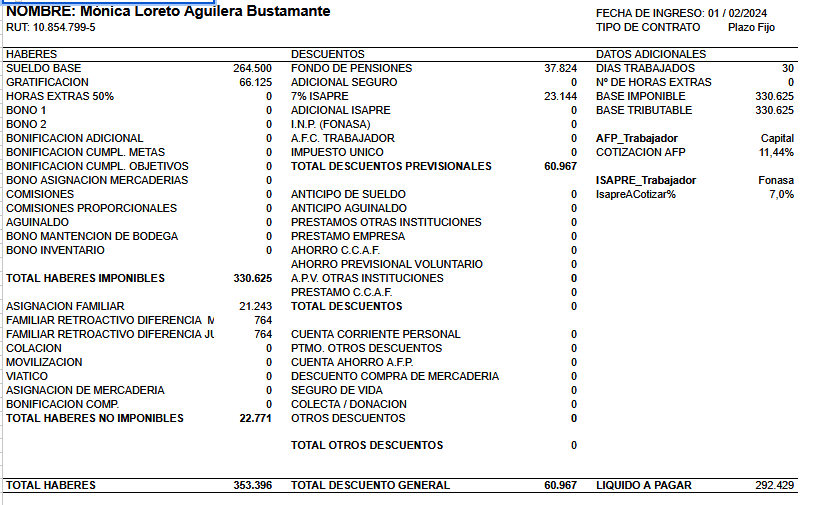 NOMBRE: Mónica Loreto Aguilera Bustamante
FECHA DE INGRESO: 01 / 02/2024
RUT: 10.854.799-5
TIPO DE CONTRATO Plazo Fijo
HABERES DESCUENTOS DATOS ADICIONALES
SUELDO BASE 264.500 FONDO DE PENSIONES 37.824 DIAS TRABAJADOS 30
GRATIFICACION 66.125 ADICIONAL SEGURO 0 Nº DE HORAS EXTRAS 0
HORAS EXTRAS 50% 0 7% ISAPRE 23.144 BASE IMPONIBLE 330.625
BONO 1 0 ADICIONAL ISAPRE 0 BASE TRIBUTABLE 330.625
BONO 2 0 I.N.P. (FONASA) 0
BONIFICACION ADICIONAL 0 A.F.C. TRABAJADOR 0 AFP_Trabajador Capital
BONIFICACION CUMPL. METAS 0 IMPUESTO UNICO 0 COTIZACION AFP 11,44%
BONIFICACION CUMPL. OBJETIVOS 0 TOTAL DESCUENTOS PREVISIONALES 60.967
BONO ASIGNACION MERCADERIAS 0 ISAPRE_Trabajador Fonasa
COMISIONES 0 ANTICIPO DE SUELDO 0 IsapreACotizar% 7,0%
COMISIONES PROPORCIONALES 0 ANTICIPO AGUINALDO 0
AGUINALDO 0 PRESTAMOS OTRAS INSTITUCIONES 0
BONO MANTENCION DE BODEGA 0 PRESTAMO EMPRESA 0
BONO INVENTARIO 0 AHORRO C.C.A.F. 0
AHORRO PREVISIONAL VOLUNTARIO 0
TOTAL HABERES IMPONIBLES 330.625 A.P.V. OTRAS INSTITUCIONES 0
PRESTAMO C.C.A.F. 0
ASIGNACION FAMILIAR 21.243 TOTAL DESCUENTOS 0
FAMILIAR RETROACTIVO DIFERENCIA M 764
FAMILIAR RETROACTIVO DIFERENCIA JU 764 CUENTA CORRIENTE PERSONAL 0
COLACION 0 PTMO. OTROS DESCUENTOS 0
MOVILIZACION 0 CUENTA AHORRO A.F.P. 0
VIATICO 0 DESCUENTO COMPRA DE MERCADERIA 0
ASIGNACION DE MERCADERIA 0 SEGURO DE VIDA 0
BONIFICACION COMP. 0 COLECTA / DONACION 0
TOTAL HABERES NO IMPONIBLES 22.771 OTROS DESCUENTOS 0
TOTAL OTROS DESCUENTOS 0
TOTAL HABERES 353.396 TOTAL DESCUENTO GENERAL 60.967 LIQUIDO A PAGAR 292.429